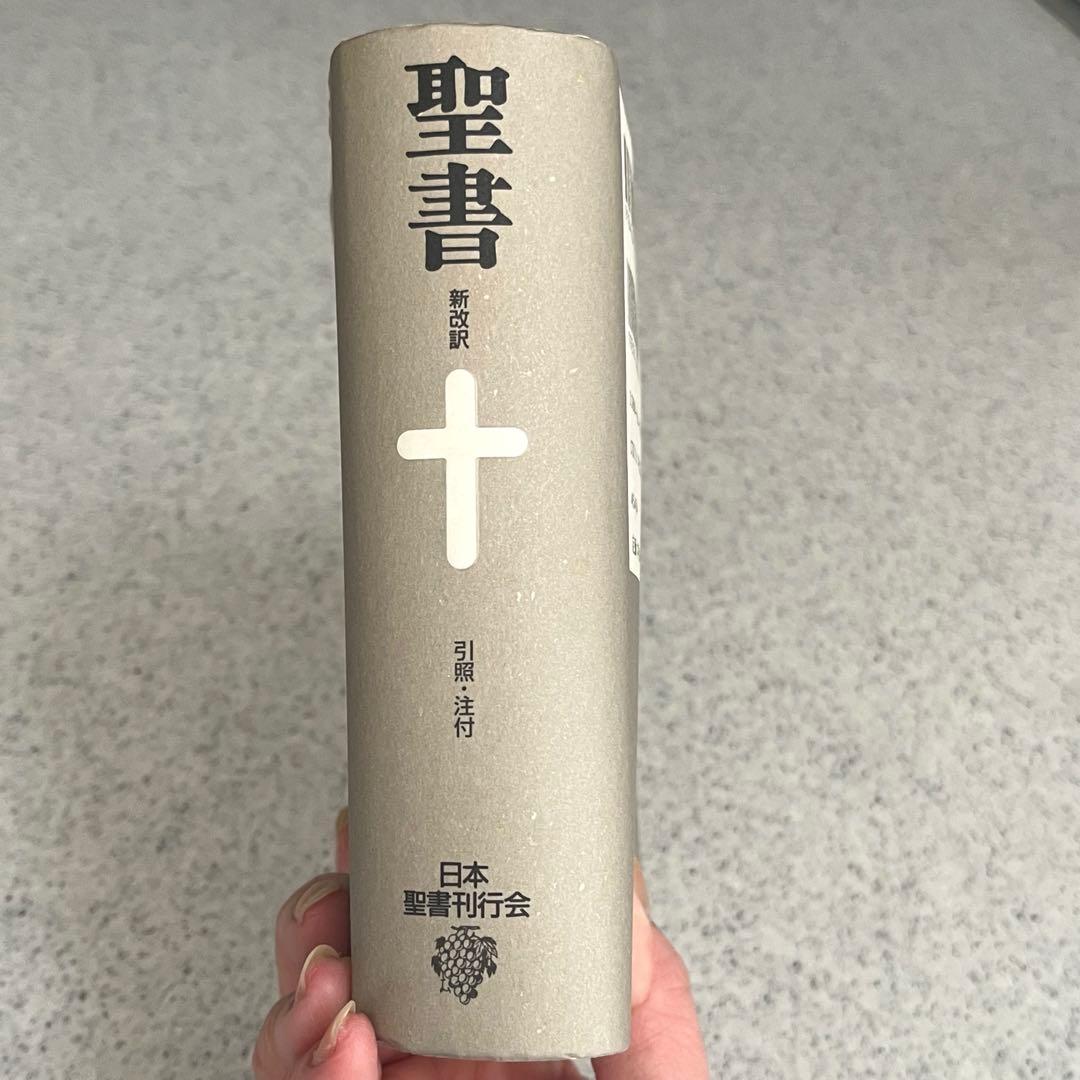 聖書
新改訳
引照・注付
日本
聖書刊行会